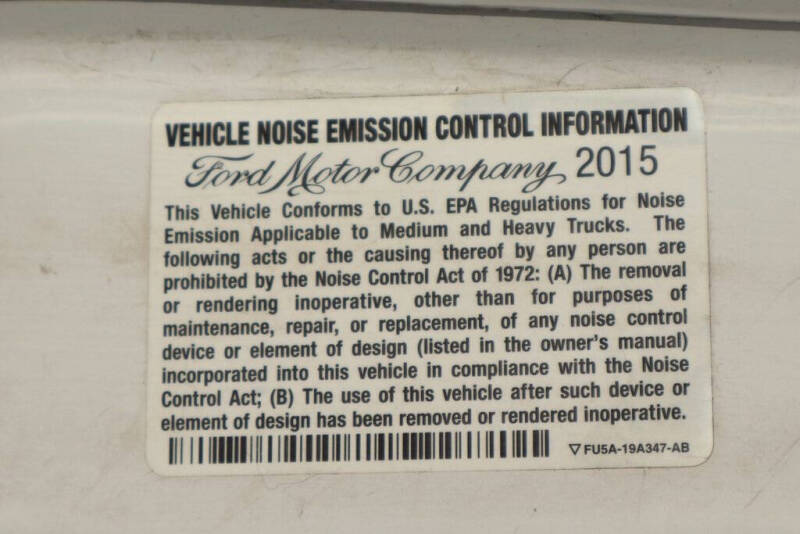 VEHICLE NOISE EMISSION CONTROL INFORMATION
Ford Motor Company 2015
This Vehicle Conforms to U.S. EPA Regulations for Noise
Emission Applicable to Medium and Heavy Trucks. The
following acts or the causing thereof by any person are
prohibited by the Noise Control Act of 1972: (A) The removal
or rendering inoperative, other than for purposes of
maintenance, repair, or replacement, of any noise control
device or element of design (listed in the owner's manual)
incorporated into this vehicle in compliance with the Noise
Control Act; (B) The use of this vehicle after such device or
element of design has been removed or rendered inoperative.
▽ FU5A-19A347-AB